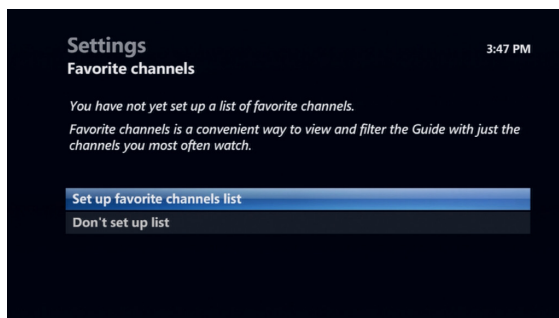 Settings
3:47 PM
Favorite channels
You have not yet set up a list of favorite channels.
Favorite channels is a convenient way to view and filter the Guide with just the
channels you most often watch.
Set up favorite channels list
Don't set up list